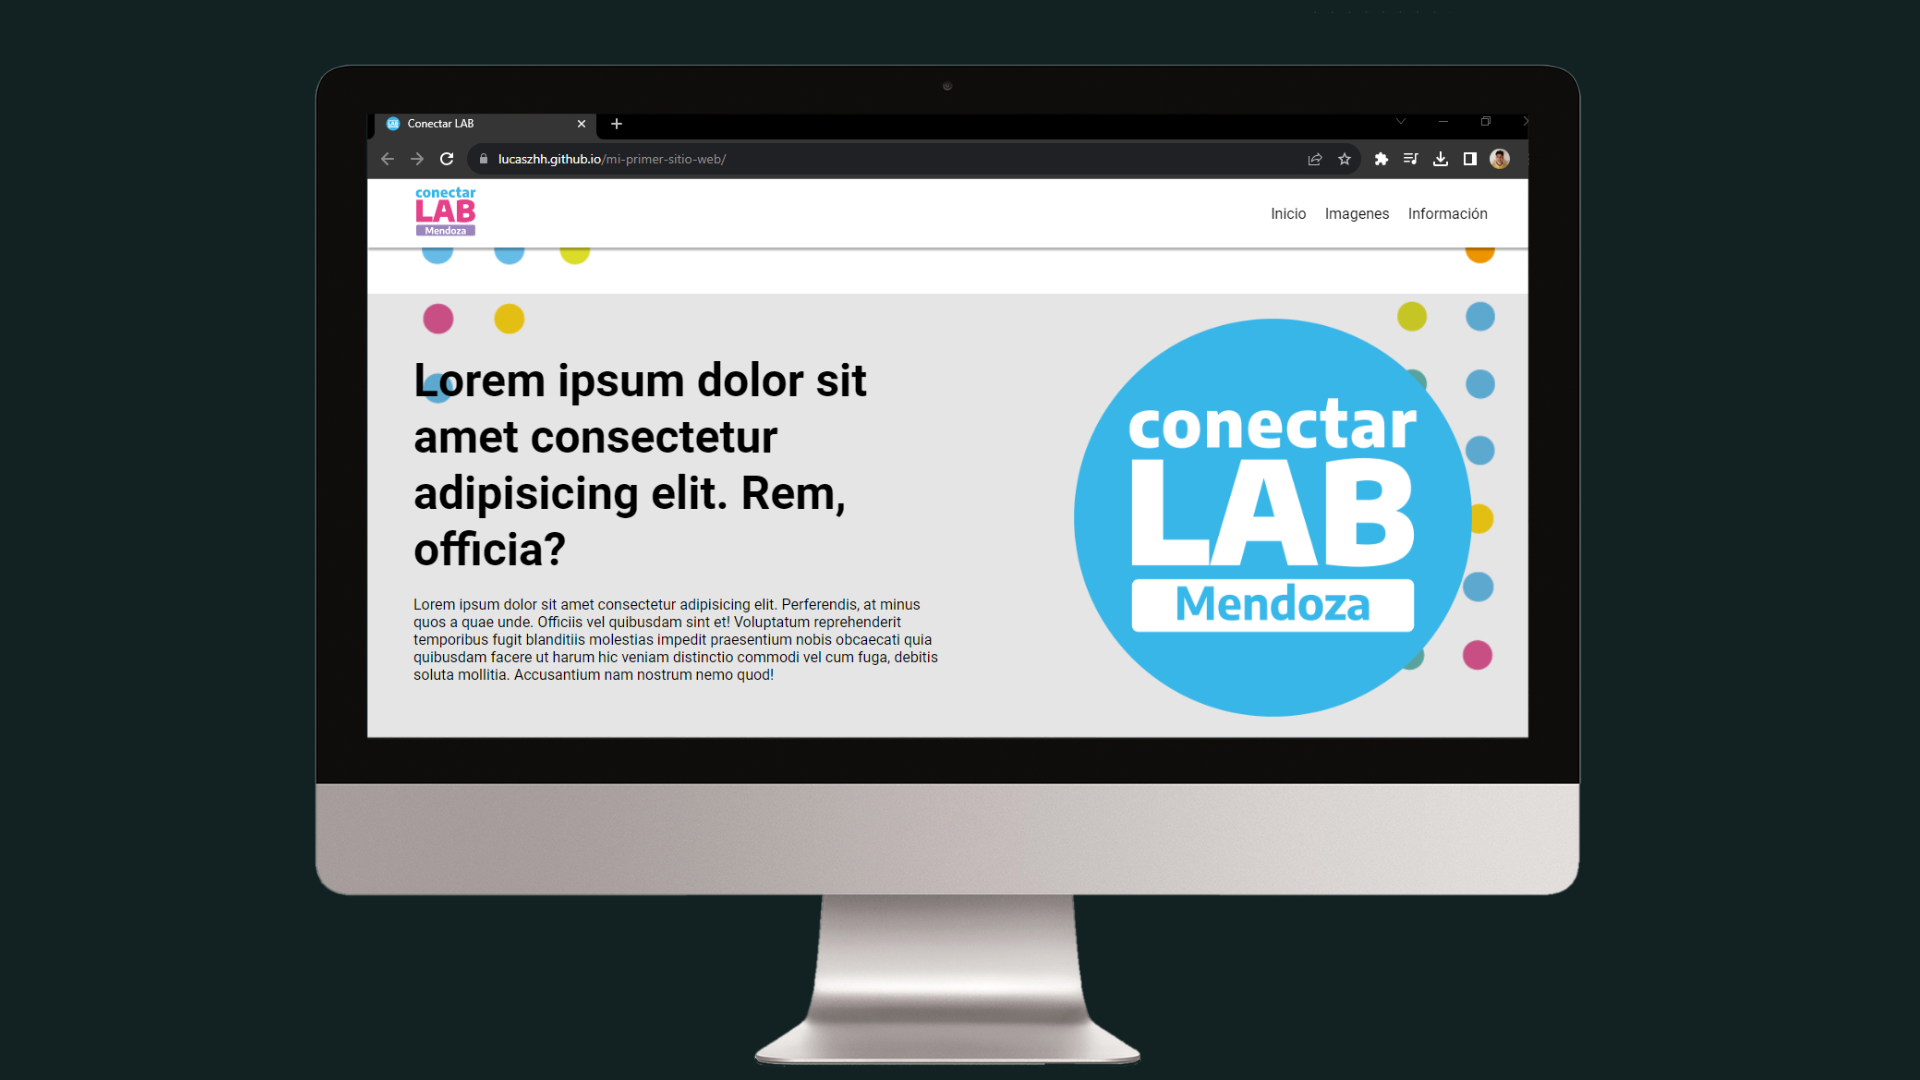 Conectar LAB
lucaszhh.github.io/mi-primer-sitio-web/
conectar
LAB
Mendoza
Inicio Imagenes Información
Lorem ipsum dolor sit
amet consectetur
adipisicing elit. Rem,
officia?
Lorem ipsum dolor sit amet consectetur adipisicing elit. Perferendis, at minus
quos a quae unde. Officiis vel quibusdam sint et! Voluptatum reprehenderit
temporibus fugit blanditiis molestias impedit praesentium nobis obcaecati quia
quibusdam facere ut harum hic veniam distinctio commodi vel cum fuga, debitis
soluta mollitia. Accusantium nam nostrum nemo quod!
conectar
LAB
Mendoza